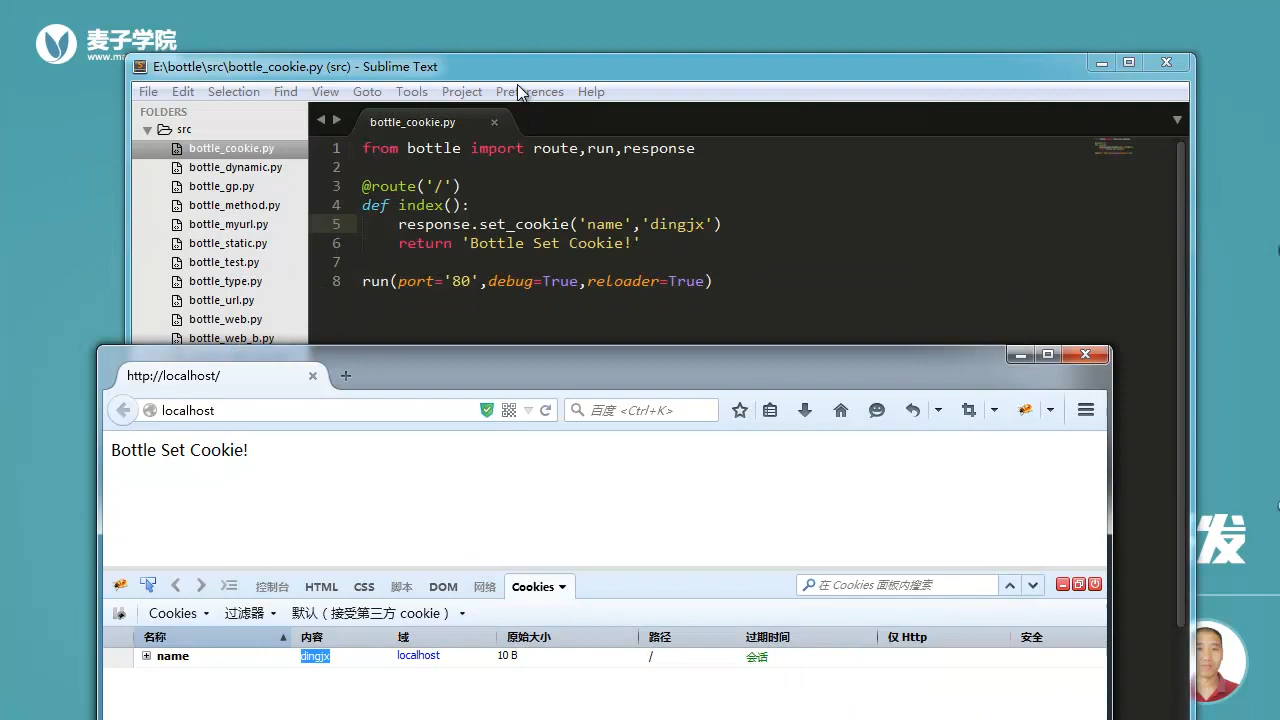 麦子学院
www.ma
E:\bottle\src\bottle_cookie.py (src) - Sublime Text
File Edit Selection Find View Goto Tools Project Preferences Help
FOLDERS
src
bottle_cookie.py
bottle_dynamic.py
bottle_gp.py
bottle_method.py
bottle_myurl.py
bottle_static.py
bottle_test.py
bottle_type.py
bottle_url.py
bottle_web.py
bottle_web_b.py
bottle_cookie.py
1 from bottle import route,run,response
2
3 @route('/')
4 def index():
5 response.set_cookie('name','dingjx')
6 return 'Bottle Set Cookie!'
7
8 run(port='80',debug=True,reloader=True)
http://localhost/
localhost
百度 <Ctrl+K>
Bottle Set Cookie!
控制台 HTML CSS 脚本 DOM 网络 Cookies
在 Cookies 面板内搜索
Cookies 过滤器 默认（接受第三方 cookie）
名称 内容 域 原始大小 路径 过期时间 仅 Http 安全
name dingjx localhost 10 B / 会话
发